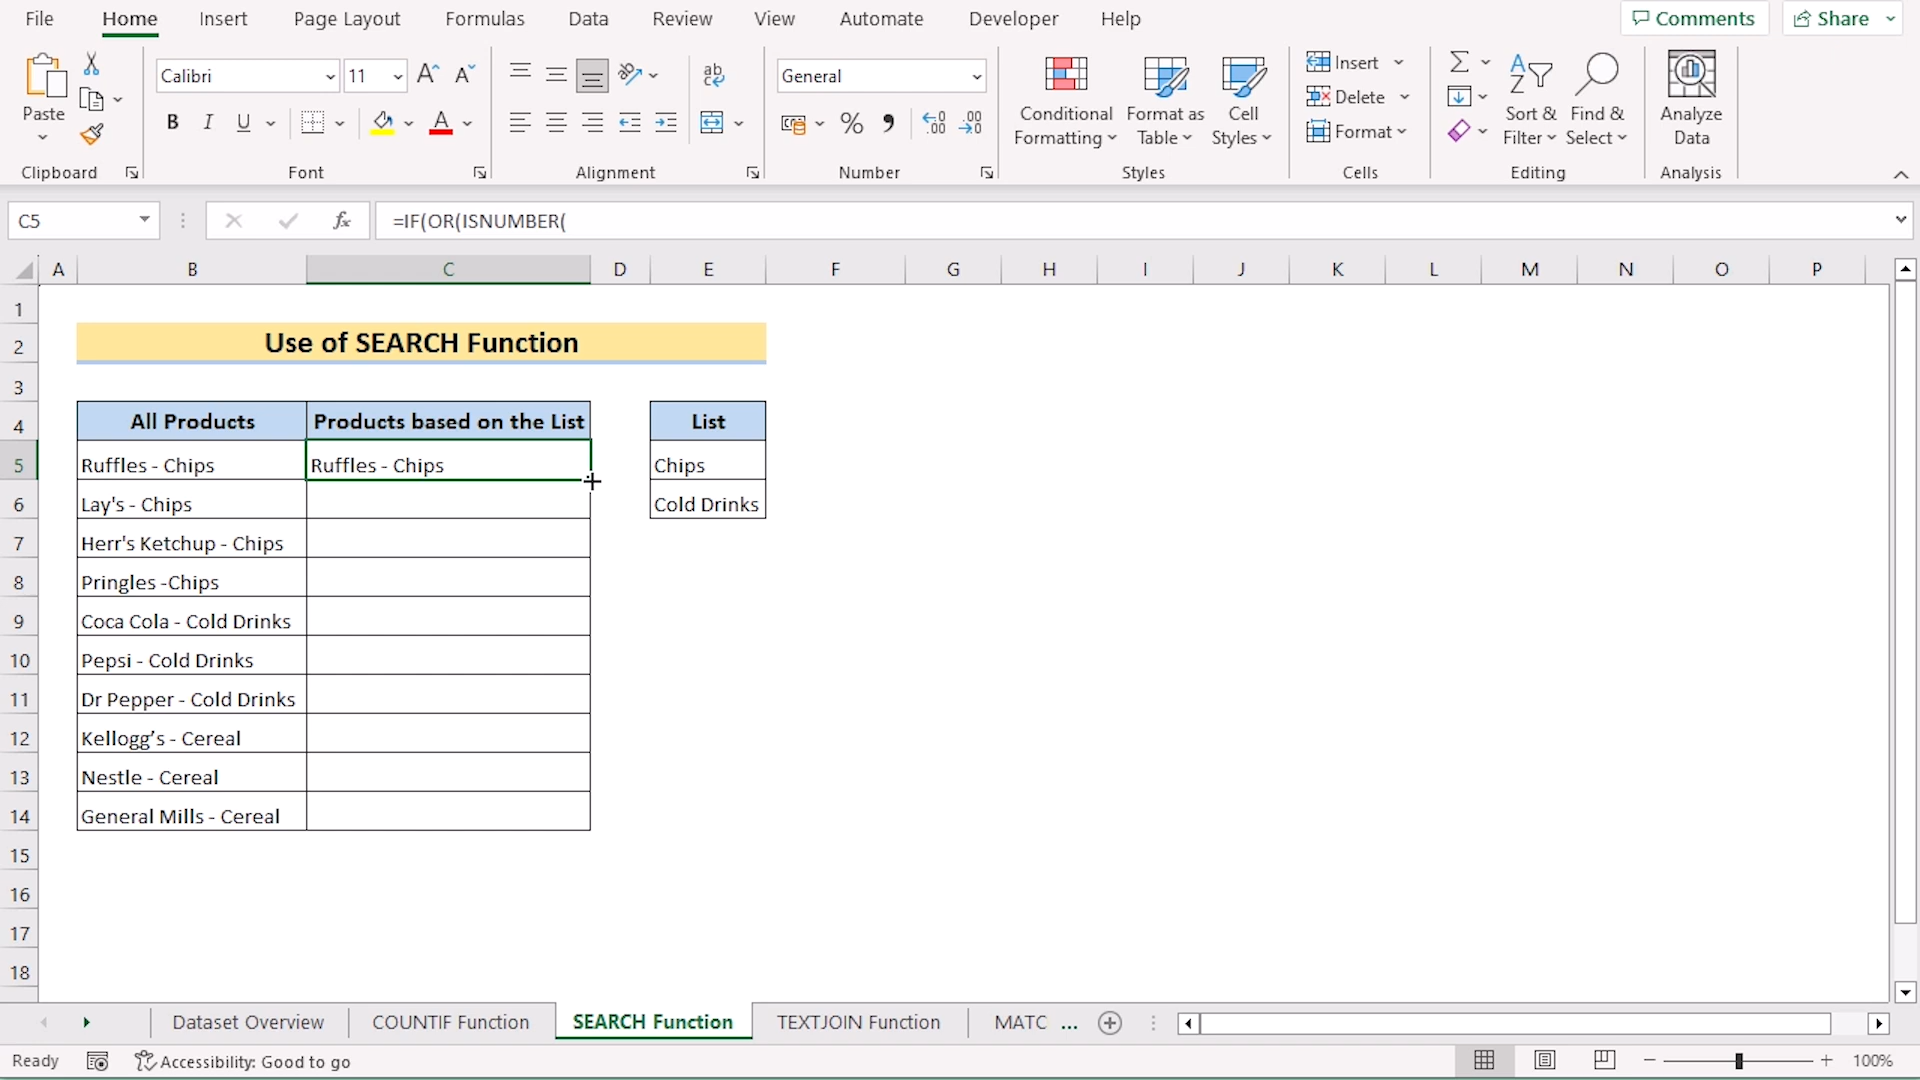 File Home Insert Page Layout Formulas Data Review View Automate Developer Help Comments Share
Paste
Calibri 11 A A
B I U A
ab
General
% 9 .00 .00
Conditional Formatting
Format as Table
Cell Styles
Insert
Delete
Format
Sort & Filter
Find & Select
Analyze Data
Clipboard Font Alignment Number Styles Cells Editing Analysis
C5 fx =IF(OR(ISNUMBER(
A B C D E F G H I J K L M N O P
1
2 Use of SEARCH Function
3
4 All Products Products based on the List List
5 Ruffles - Chips Ruffles - Chips Chips
6 Lay's - Chips Cold Drinks
7 Herr's Ketchup - Chips
8 Pringles -Chips
9 Coca Cola - Cold Drinks
10 Pepsi - Cold Drinks
11 Dr Pepper - Cold Drinks
12 Kellogg’s - Cereal
13 Nestle - Cereal
14 General Mills - Cereal
15
16
17
18
Dataset Overview COUNTIF Function SEARCH Function TEXTJOIN Function MATC ...
Ready Accessibility: Good to go 100%